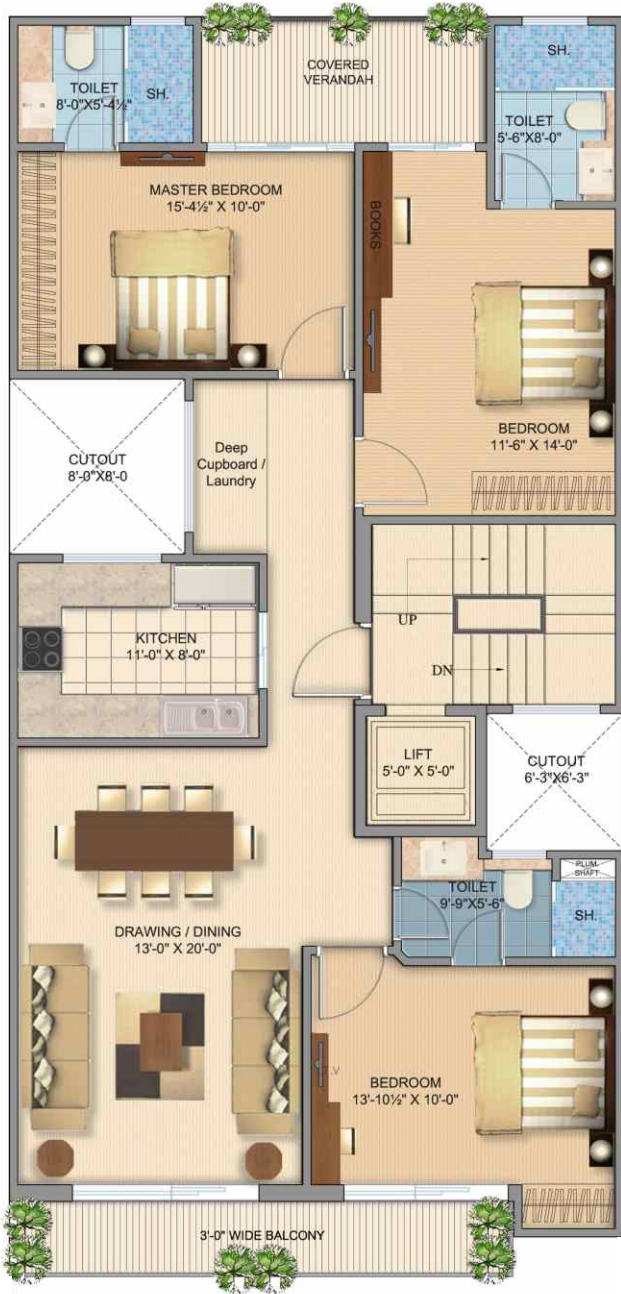 TOILET
8'-0"X5'-4½"
SH.
COVERED
VERANDAH
SH.
TOILET
5'-6"X8'-0"
MASTER BEDROOM
15'-4½" X 10'-0"
BOOKS
BEDROOM
11'-6" X 14'-0"
CUTOUT
8'-0"X8'-0
Deep
Cupboard /
Laundry
KITCHEN
11'-0" X 8'-0"
UP
DN
LIFT
5'-0" X 5'-0"
CUTOUT
6'-3"X6'-3"
PLUM.
SHAFT
TOILET
9'-9"X5'-6"
SH.
DRAWING / DINING
13'-0" X 20'-0"
T.V
BEDROOM
13'-10½" X 10'-0"
3'-0" WIDE BALCONY